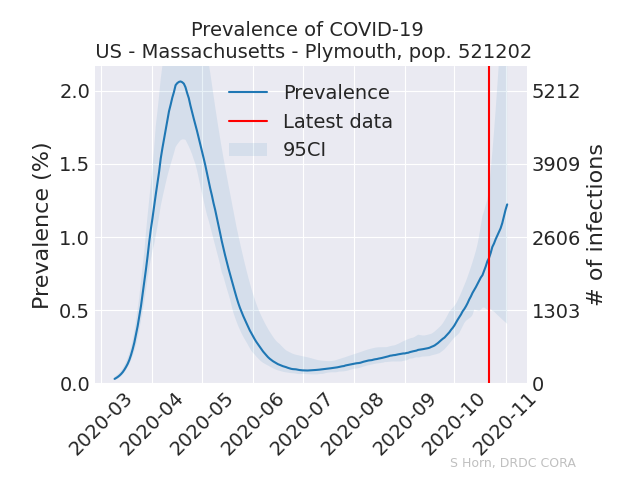 Prevalence of COVID-19
US - Massachusetts - Plymouth, pop. 521202
Prevalence
Latest data
95CI
Prevalence (%)
2.0
1.5
1.0
0.5
0.0
5212
3909
2606
1303
0
# of infections
2020-03
2020-04
2020-05
2020-06
2020-07
2020-08
2020-09
2020-10
2020-11
S Horn, DRDC CORA